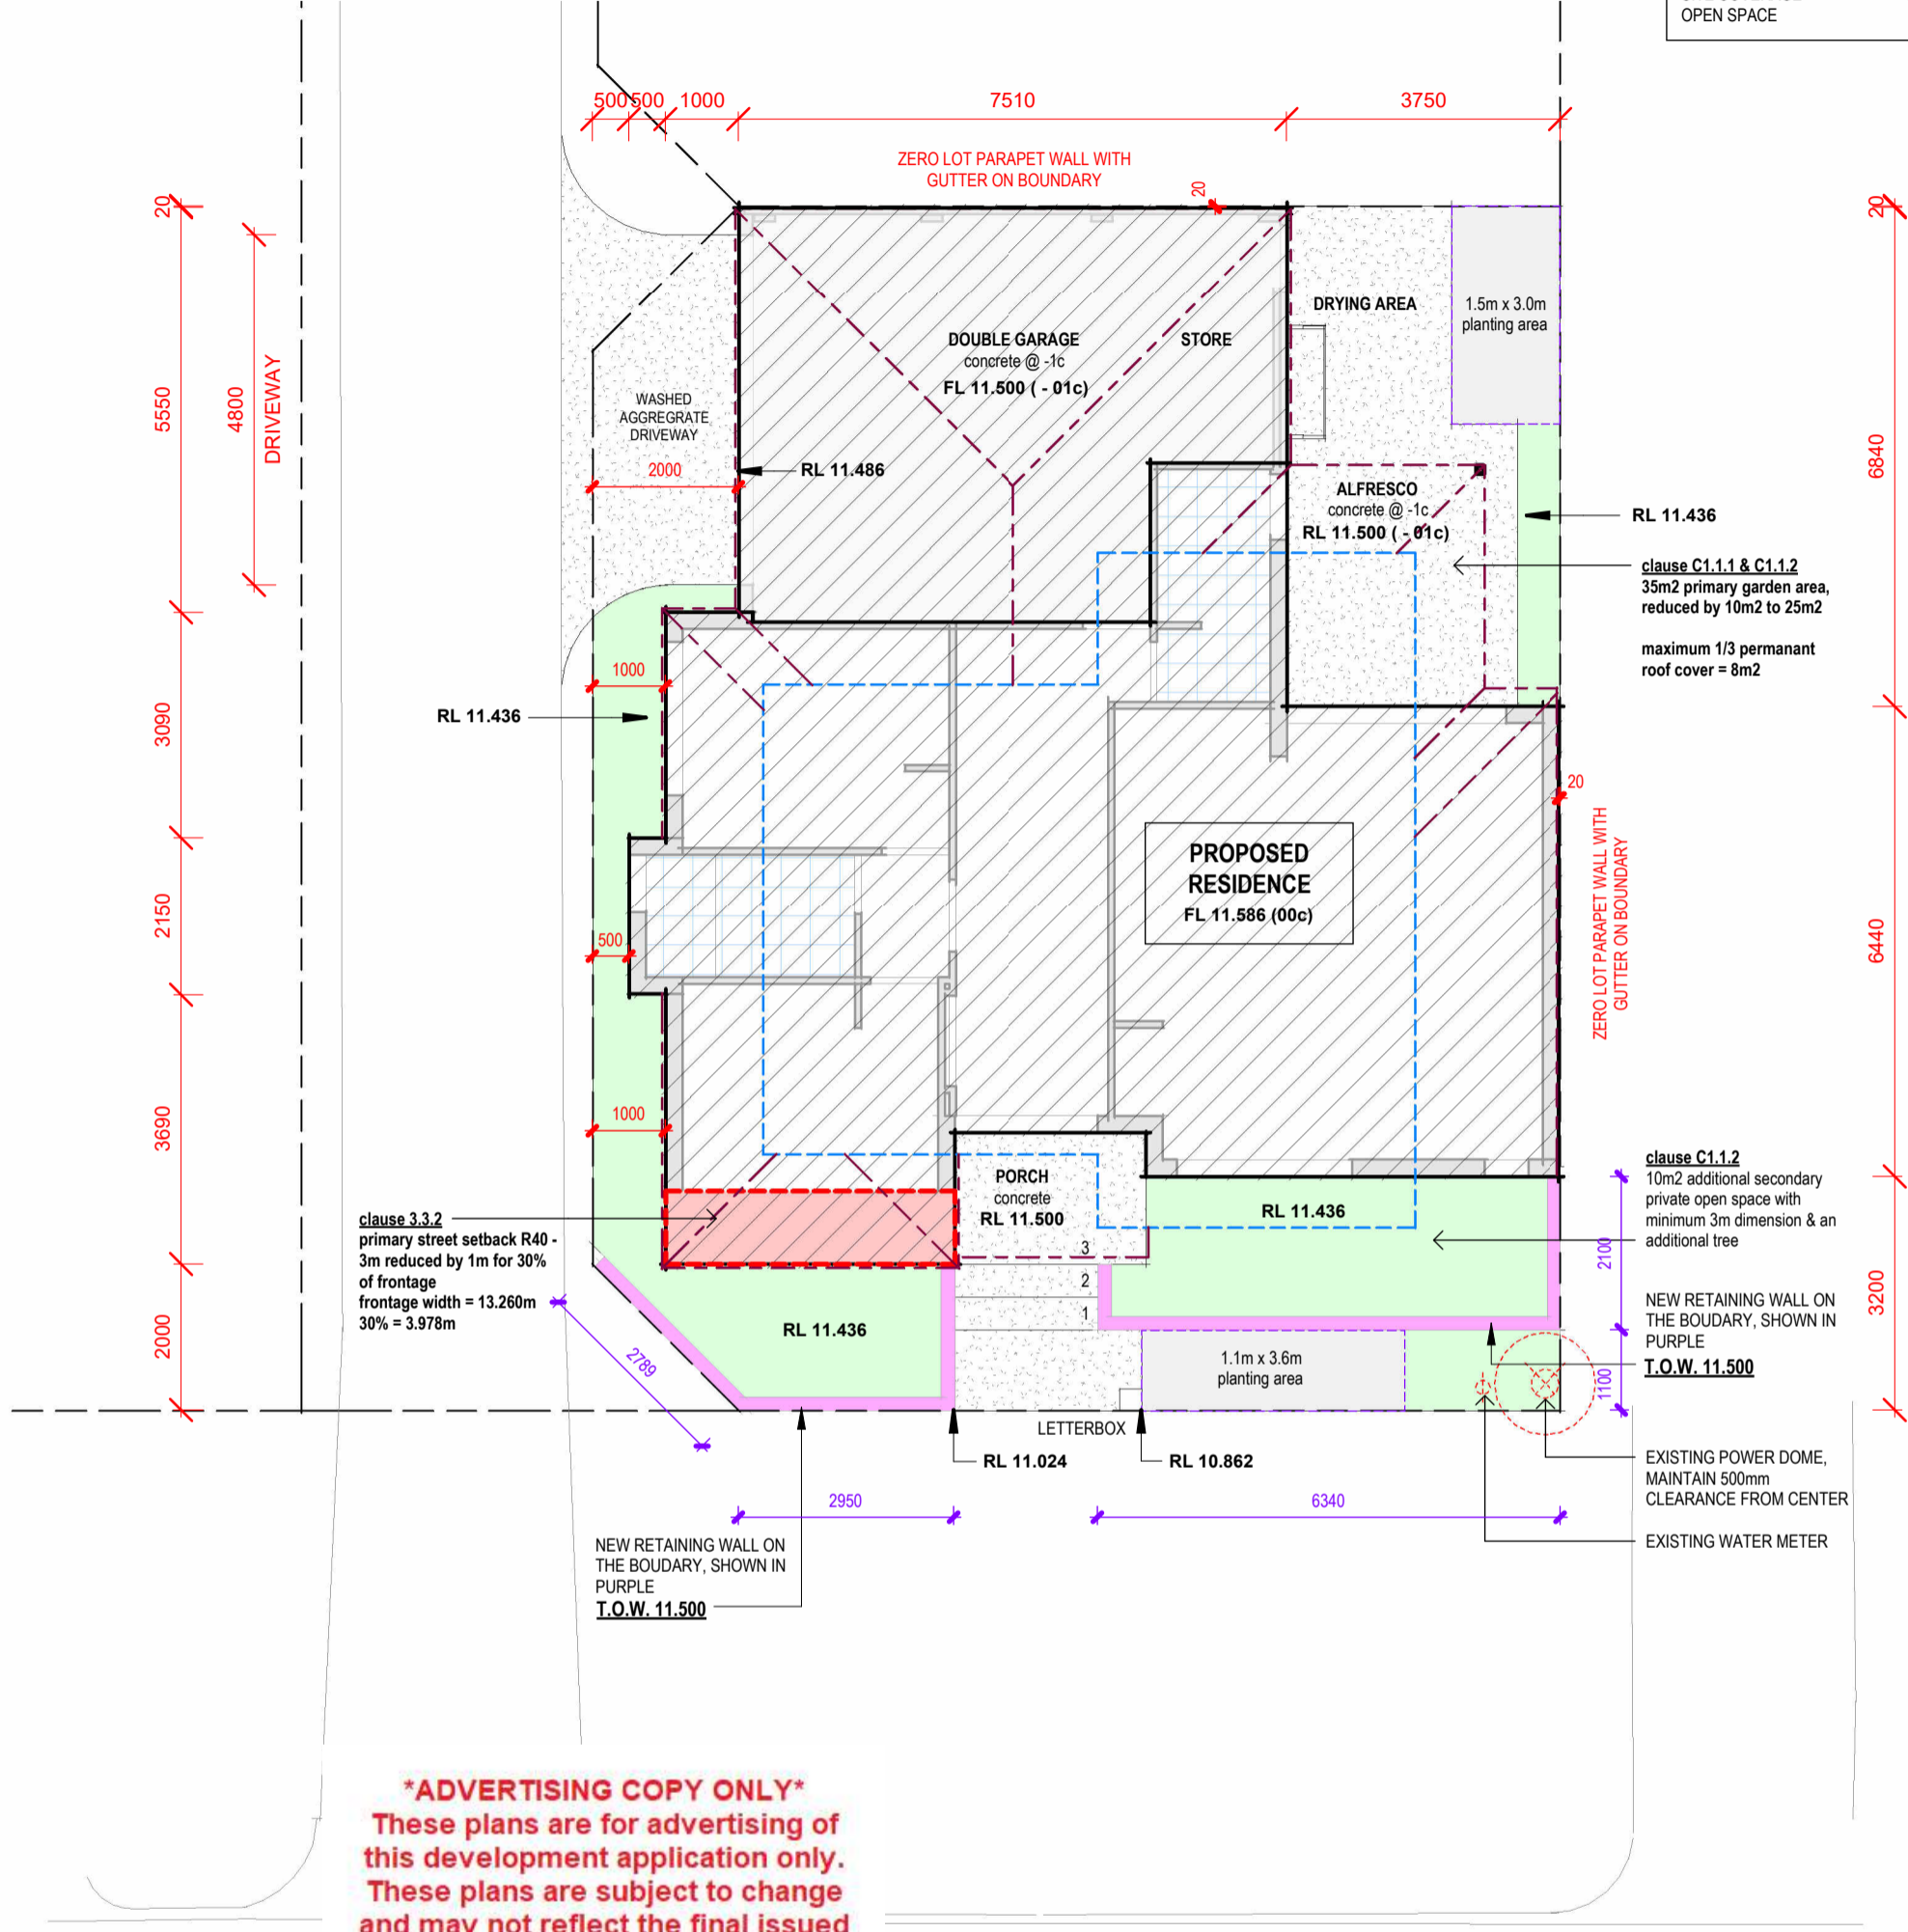 OPEN SPACE
500
500
1000
7510
3750
ZERO LOT PARAPET WALL WITH
GUTTER ON BOUNDARY
20
20
20
5550
4800
DRIVEWAY
DRYING AREA
1.5m x 3.0m
planting area
DOUBLE GARAGE
concrete @ -1c
FL 11.500 ( - 01c)
STORE
WASHED
AGGREGRATE
DRIVEWAY
2000
RL 11.486
6840
ALFRESCO
concrete @ -1c
RL 11.500 ( - 01c)
RL 11.436
clause C1.1.1 & C1.1.2
35m2 primary garden area,
reduced by 10m2 to 25m2
maximum 1/3 permanant
roof cover = 8m2
1000
RL 11.436
3090
20
ZERO LOT PARAPET WALL WITH
GUTTER ON BOUNDARY
PROPOSED
RESIDENCE
FL 11.586 (00c)
2150
500
6440
3690
1000
PORCH
concrete
RL 11.500
3
2
1
RL 11.436
clause C1.1.2
10m2 additional secondary
private open space with
minimum 3m dimension & an
additional tree
clause 3.3.2
primary street setback R40 -
3m reduced by 1m for 30%
of frontage
frontage width = 13.260m
30% = 3.978m
2100
3200
2000
NEW RETAINING WALL ON
THE BOUDARY, SHOWN IN
PURPLE
T.O.W. 11.500
RL 11.436
2789
1.1m x 3.6m
planting area
1100
LETTERBOX
RL 11.024
RL 10.862
EXISTING POWER DOME,
MAINTAIN 500mm
CLEARANCE FROM CENTER
2950
6340
EXISTING WATER METER
NEW RETAINING WALL ON
THE BOUDARY, SHOWN IN
PURPLE
T.O.W. 11.500
*ADVERTISING COPY ONLY*
These plans are for advertising of
this development application only.
These plans are subject to change
and may not reflect the final issued